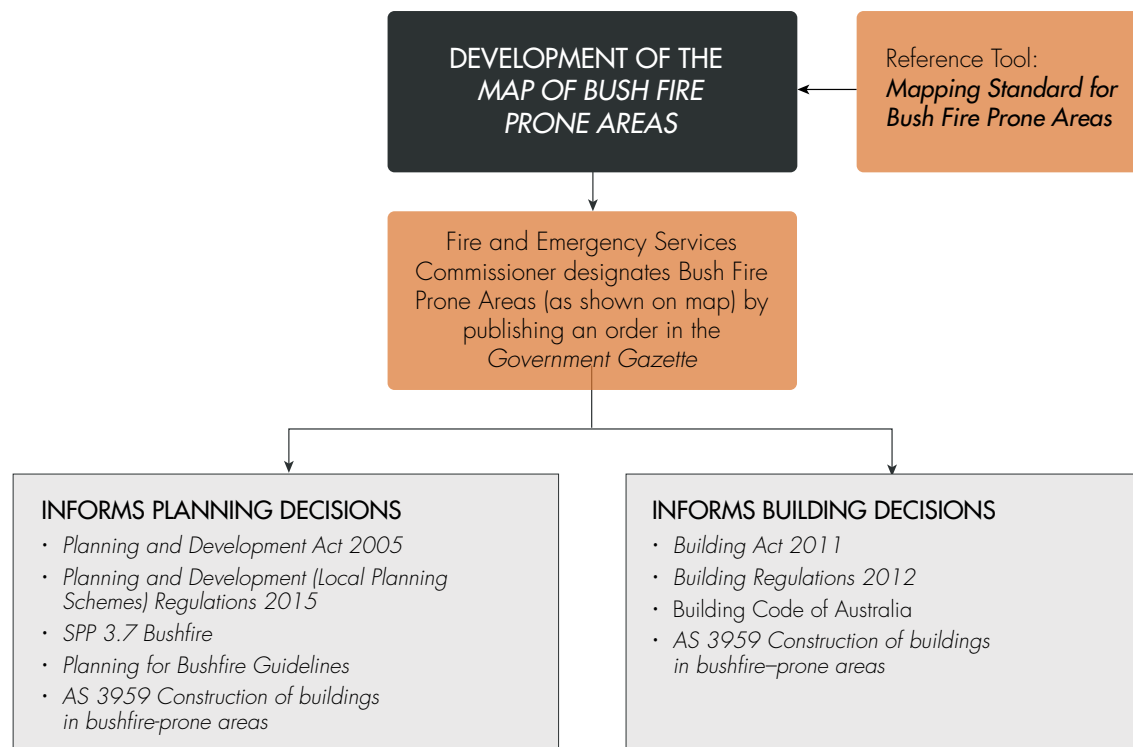 DEVELOPMENT OF THE
MAP OF BUSH FIRE
PRONE AREAS
Reference Tool:
Mapping Standard for
Bush Fire Prone Areas
Fire and Emergency Services
Commissioner designates Bush Fire
Prone Areas (as shown on map) by
publishing an order in the
Government Gazette
INFORMS PLANNING DECISIONS
• Planning and Development Act 2005
• Planning and Development (Local Planning
Schemes) Regulations 2015
• SPP 3.7 Bushfire
• Planning for Bushfire Guidelines
• AS 3959 Construction of buildings
in bushfire-prone areas
INFORMS BUILDING DECISIONS
• Building Act 2011
• Building Regulations 2012
• Building Code of Australia
• AS 3959 Construction of buildings
in bushfire–prone areas